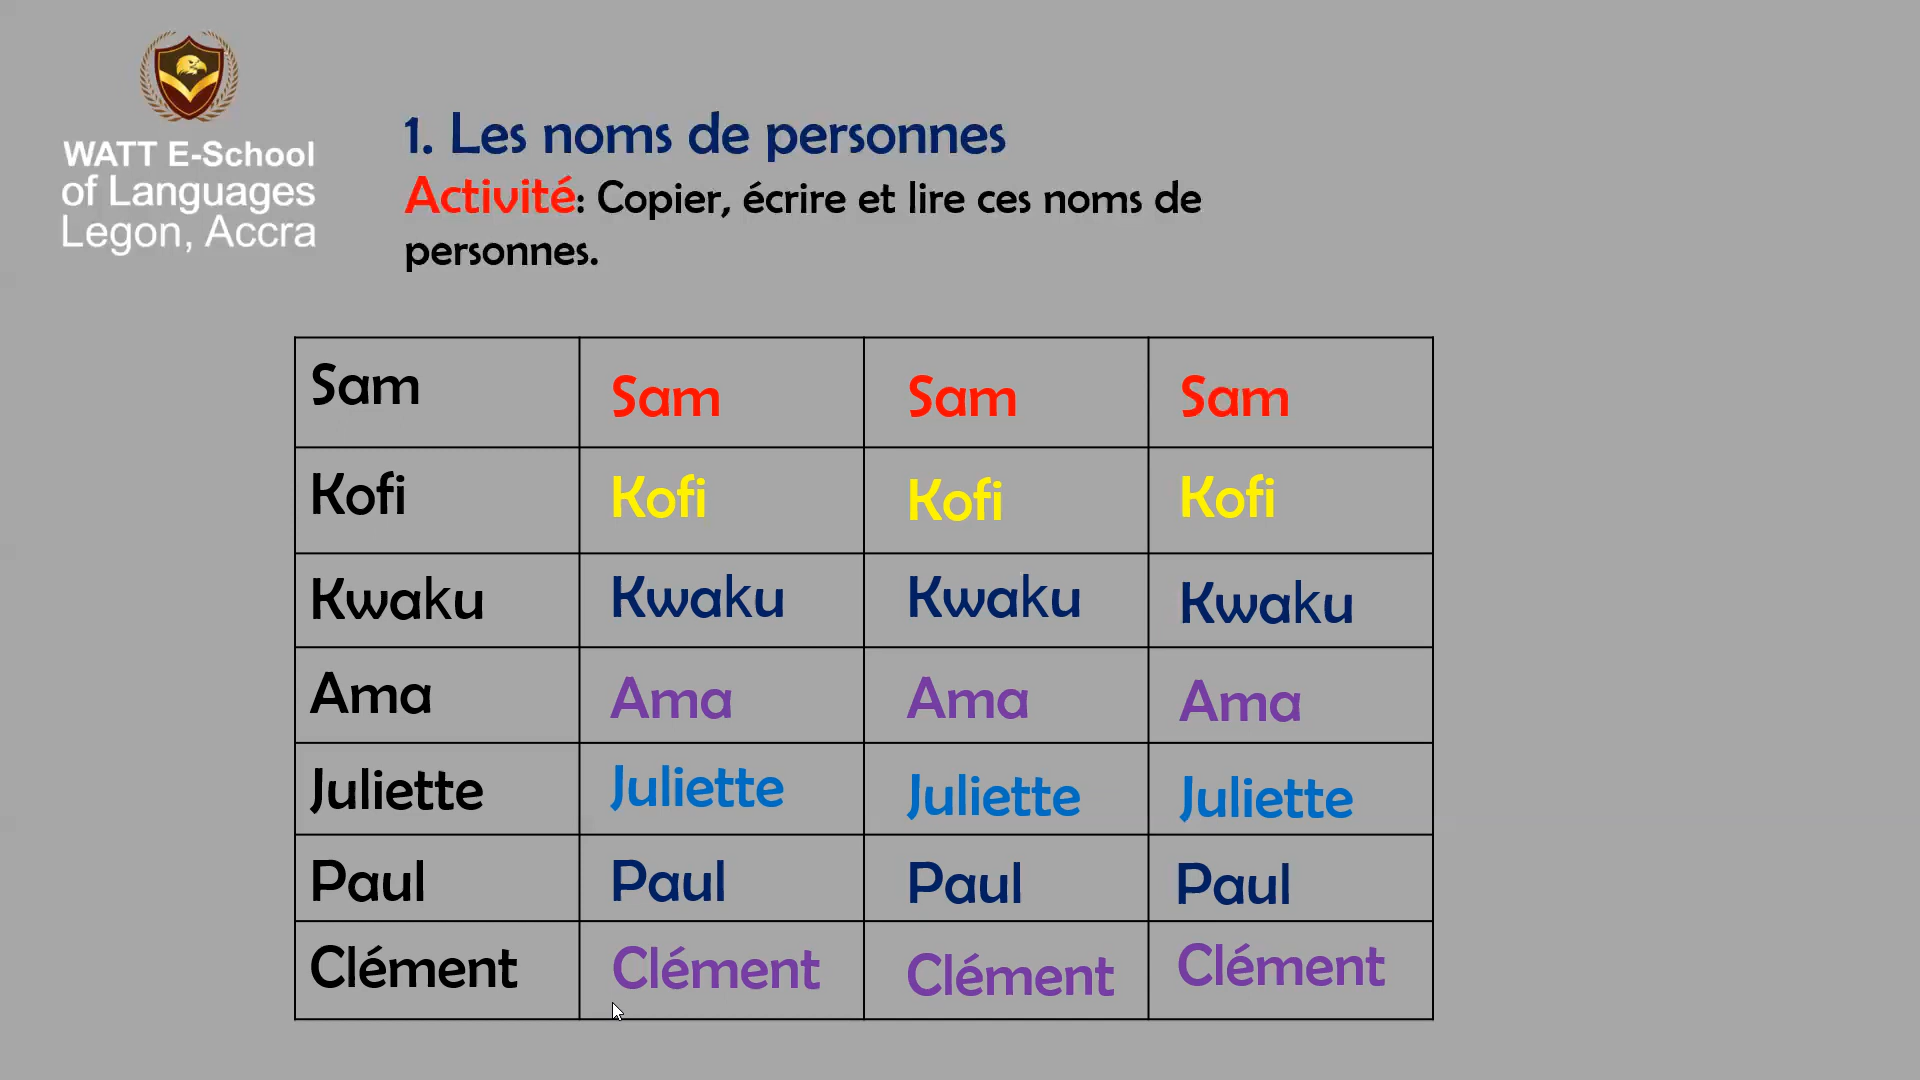 WATT E-School
of Languages
Legon, Accra
1. Les noms de personnes
Activité: Copier, écrire et lire ces noms de
personnes.
Sam Sam Sam Sam
Kofi Kofi Kofi Kofi
Kwaku Kwaku Kwaku Kwaku
Ama Ama Ama Ama
Juliette Juliette Juliette Juliette
Paul Paul Paul Paul
Clément Clément Clément Clément